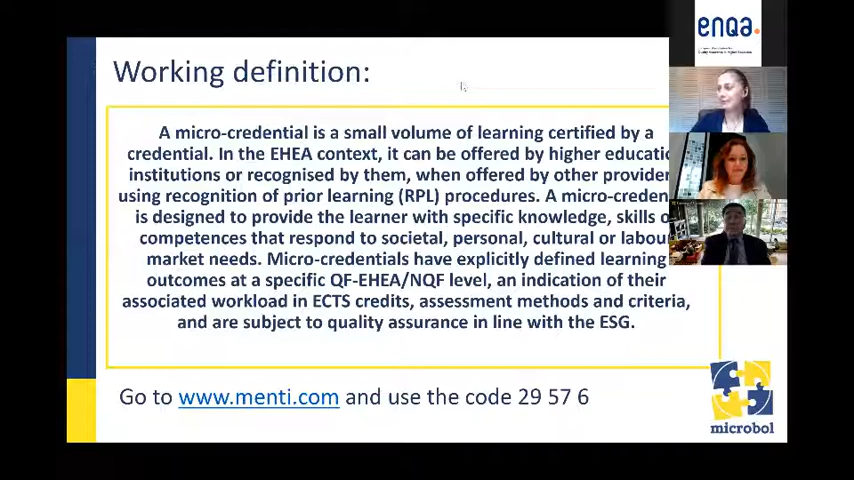 enqa.
Working definition:
A micro-credential is a small volume of learning certified by a
credential. In the EHEA context, it can be offered by higher educatio
institutions or recognised by them, when offered by other provider
using recognition of prior learning (RPL) procedures. A micro-creden
is designed to provide the learner with specific knowledge, skills o
competences that respond to societal, personal, cultural or labou
market needs. Micro-credentials have explicitly defined learning
outcomes at a specific QF-EHEA/NQF level, an indication of their
associated workload in ECTS credits, assessment methods and criteria,
and are subject to quality assurance in line with the ESG.
Go to www.menti.com and use the code 29 57 6
microbol